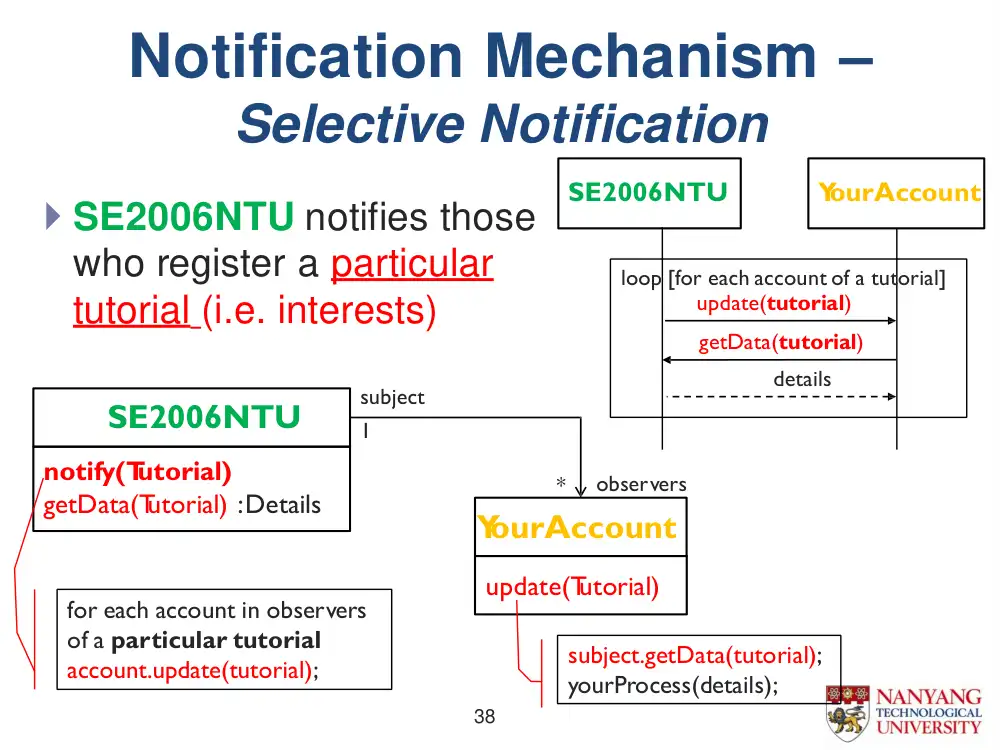 Notification Mechanism –
Selective Notification
SE2006NTU notifies those
who register a particular
tutorial (i.e. interests)
SE2006NTU
YourAccount
loop [for each account of a tutorial]
update(tutorial)
getData(tutorial)
details
SE2006NTU
notify(Tutorial)
getData(Tutorial) :Details
subject
1
* observers
YourAccount
update(Tutorial)
for each account in observers
of a particular tutorial
account.update(tutorial);
subject.getData(tutorial);
yourProcess(details);
38
NANYANG
TECHNOLOGICAL
UNIVERSITY